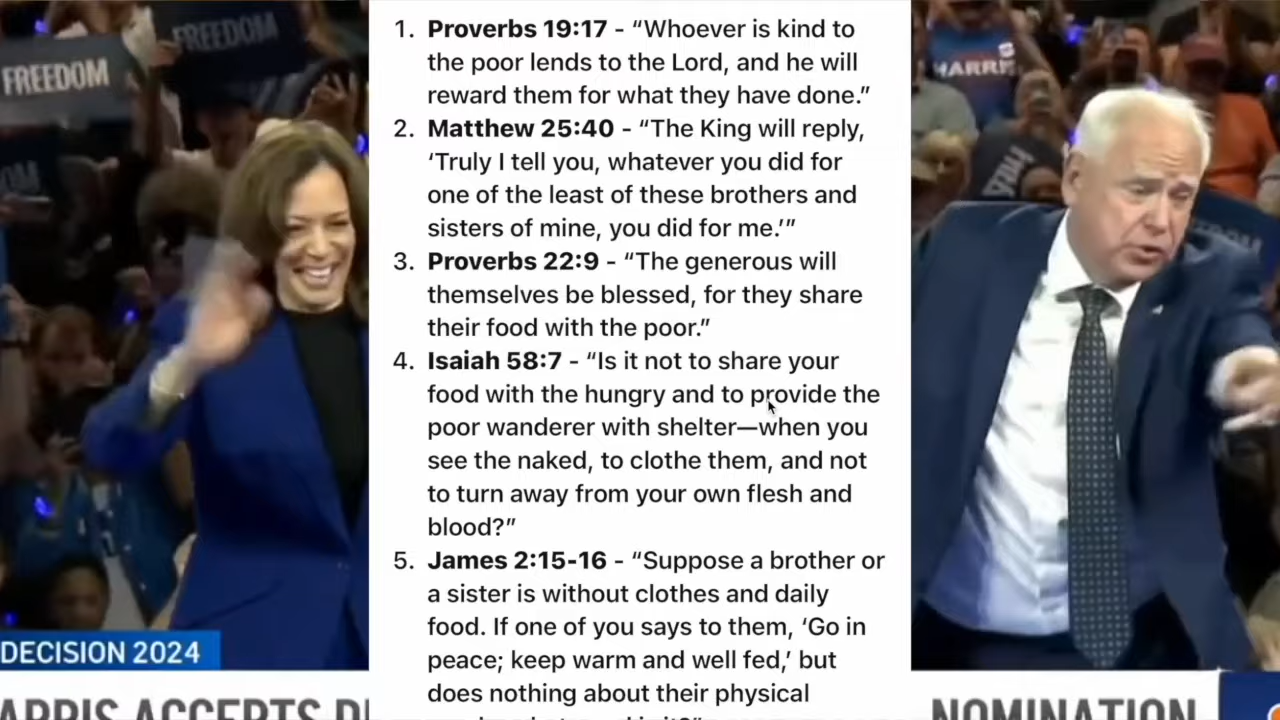 FREEDOM
FREEDOM
1. Proverbs 19:17 - “Whoever is kind to
the poor lends to the Lord, and he will
reward them for what they have done.”
2. Matthew 25:40 - “The King will reply,
‘Truly I tell you, whatever you did for
one of the least of these brothers and
sisters of mine, you did for me.’”
3. Proverbs 22:9 - “The generous will
themselves be blessed, for they share
their food with the poor.”
4. Isaiah 58:7 - “Is it not to share your
food with the hungry and to provide the
poor wanderer with shelter—when you
see the naked, to clothe them, and not
to turn away from your own flesh and
blood?”
5. James 2:15-16 - “Suppose a brother or
a sister is without clothes and daily
food. If one of you says to them, ‘Go in
peace; keep warm and well fed,’ but
does nothing about their physical
DECISION 2024
ARRIS ACCEPTS
NOMINATION
HARRIS